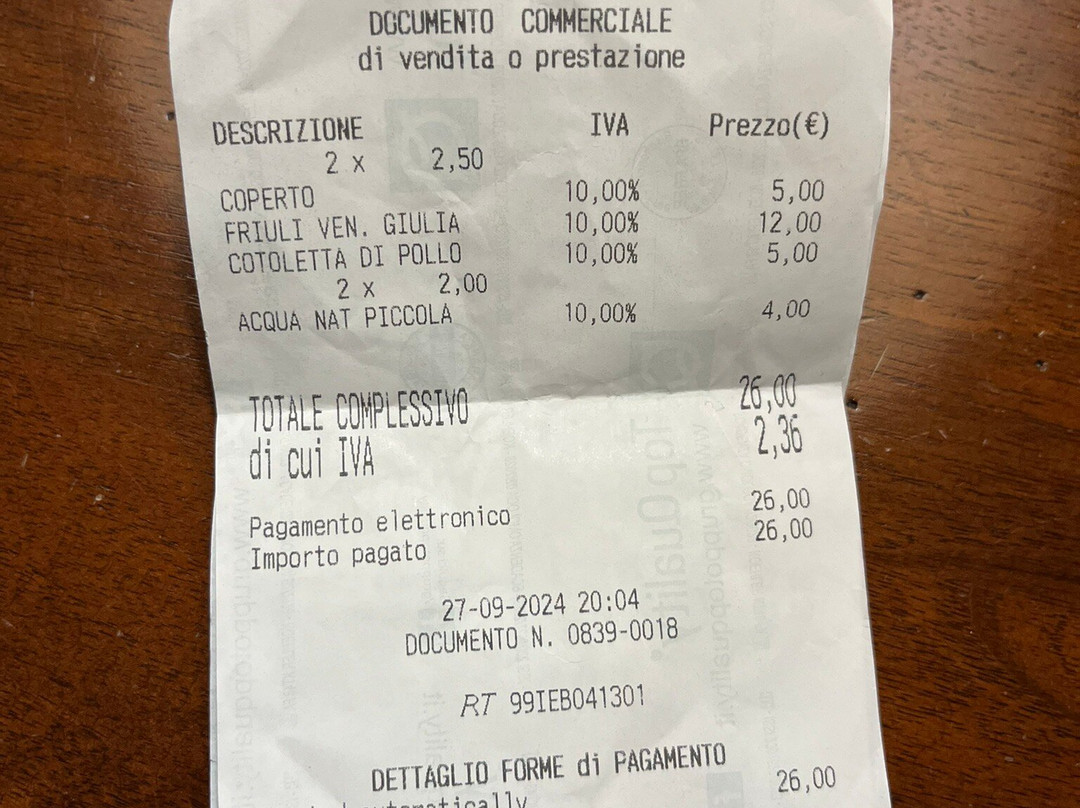 DOCUMENTO COMMERCIALE
di vendita o prestazione
DESCRIZIONE IVA Prezzo(€)
2 x 2,50
COPERTO 10,00% 5,00
FRIULI VEN. GIULIA 10,00% 12,00
COTOLETTA DI POLLO 10,00% 5,00
2 x 2,00
ACQUA NAT PICCOLA 10,00% 4,00
TOTALE COMPLESSIVO 26,00
di cui IVA 2,36
Pagamento elettronico 26,00
Importo pagato 26,00
27-09-2024 20:04
DOCUMENTO N. 0839-0018
RT 99IEB041301
DETTAGLIO FORME di PAGAMENTO
26,00
automatically